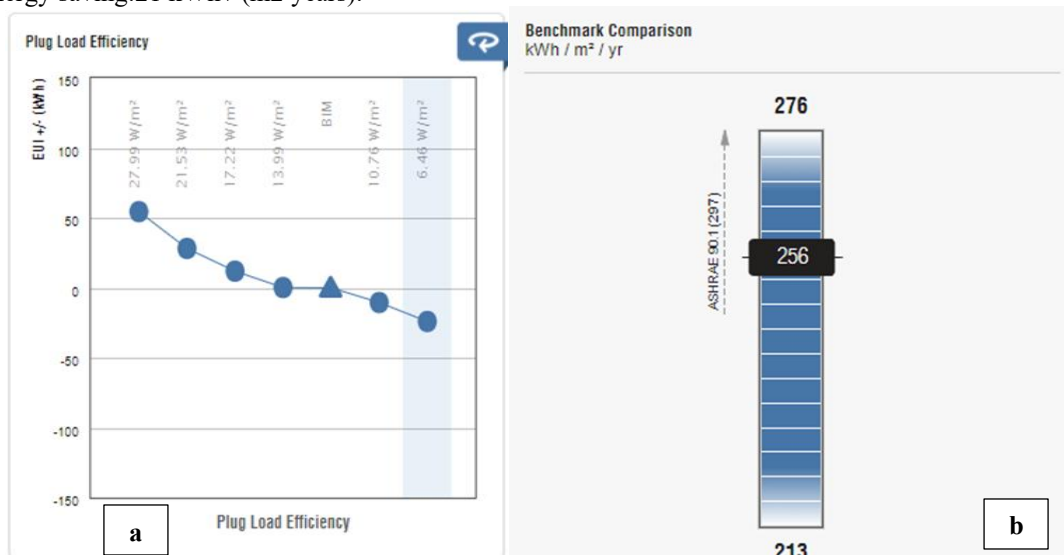 Plug Load Efficiency
EUI +/- (kWh)
150
100
50
0
-50
-100
-150
27.99 W/m²
21.53 W/m²
17.22 W/m²
13.99 W/m²
BIM
10.76 W/m²
6.46 W/m²
Plug Load Efficiency
a
Benchmark Comparison
kWh / m² / yr
276
ASHRAE 90.1 (297)
256
213
b